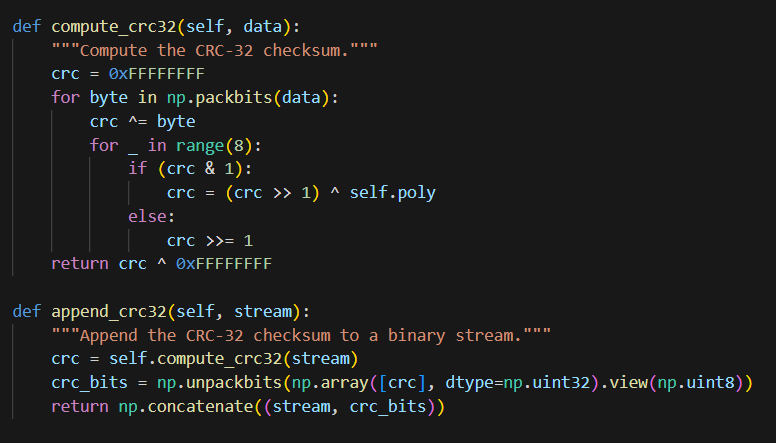 def compute_crc32(self, data):
    """Compute the CRC-32 checksum."""
    crc = 0xFFFFFFFF
    for byte in np.packbits(data):
        crc ^= byte
        for _ in range(8):
            if (crc & 1):
                crc = (crc >> 1) ^ self.poly
            else:
                crc >>= 1
    return crc ^ 0xFFFFFFFF

def append_crc32(self, stream):
    """Append the CRC-32 checksum to a binary stream."""
    crc = self.compute_crc32(stream)
    crc_bits = np.unpackbits(np.array([crc], dtype=np.uint32).view(np.uint8))
    return np.concatenate((stream, crc_bits))